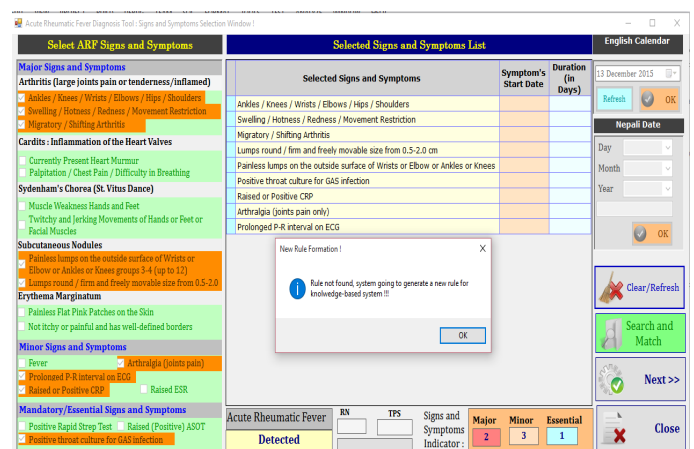 Acute Rheumatic Fever Diagnosis Tool : Signs and Symptoms Selection Window !
Select ARF Signs and Symptoms
Major Signs and Symptoms
Arthritis (large joints pain or tenderness/inflamed)
Ankles / Knees / Wrists / Elbows / Hips / Shoulders
Swelling / Hotness / Redness / Movement Restriction
Migratory / Shifting Arthritis
Cardits : Inflammation of the Heart Valves
Currently Present Heart Murmur
Palpitation / Chest Pain / Difficulty in Breathing
Sydenham's Chorea (St. Vitus Dance)
Muscle Weakness Hands and Feet
Twitchy and Jerking Movements of Hands or Feet or
Facial Muscles
Subcutaneous Nodules
Painless lumps on the outside surface of Wrists or
Elbow or Ankles or Knees groups 3-4 (up to 12)
Lumps round / firm and freely movable size from 0.5-2.0
Erythema Marginatum
Painless Flat Pink Patches on the Skin
Not itchy or painful and has well-defined borders
Minor Signs and Symptoms
Fever
Arthralgia (joints pain)
Prolonged P-R interval on ECG
Raised or Positive CRP
Raised ESR
Mandatory/Essential Signs and Symptoms
Positive Rapid Strep Test
Raised (Positive) ASOT
Positive throat culture for GAS infection
Selected Signs and Symptoms List
Selected Signs and Symptoms
Symptom's
Start Date
Duration
(in
Days)
Ankles / Knees / Wrists / Elbows / Hips / Shoulders
Swelling / Hotness / Redness / Movement Restriction
Migratory / Shifting Arthritis
Lumps round / firm and freely movable size from 0.5-2.0 cm
Painless lumps on the outside surface of Wrists or Elbow or Ankles or Knees
Positive throat culture for GAS infection
Raised or Positive CRP
Arthralgia (joints pain only)
Prolonged P-R interval on ECG
New Rule Formation !
X
Rule not found, system going to generate a new rule for
knolwedge-based system !!!
OK
Acute Rheumatic Fever
Detected
RN
TPS
Signs and
Symptoms
Indicator :
Major
Minor
Essential
2
3
1
English Calendar
13 December 2015
Refresh
OK
Nepali Date
Day
Month
Year
OK
Clear/Refresh
Search and
Match
Next >>
Close